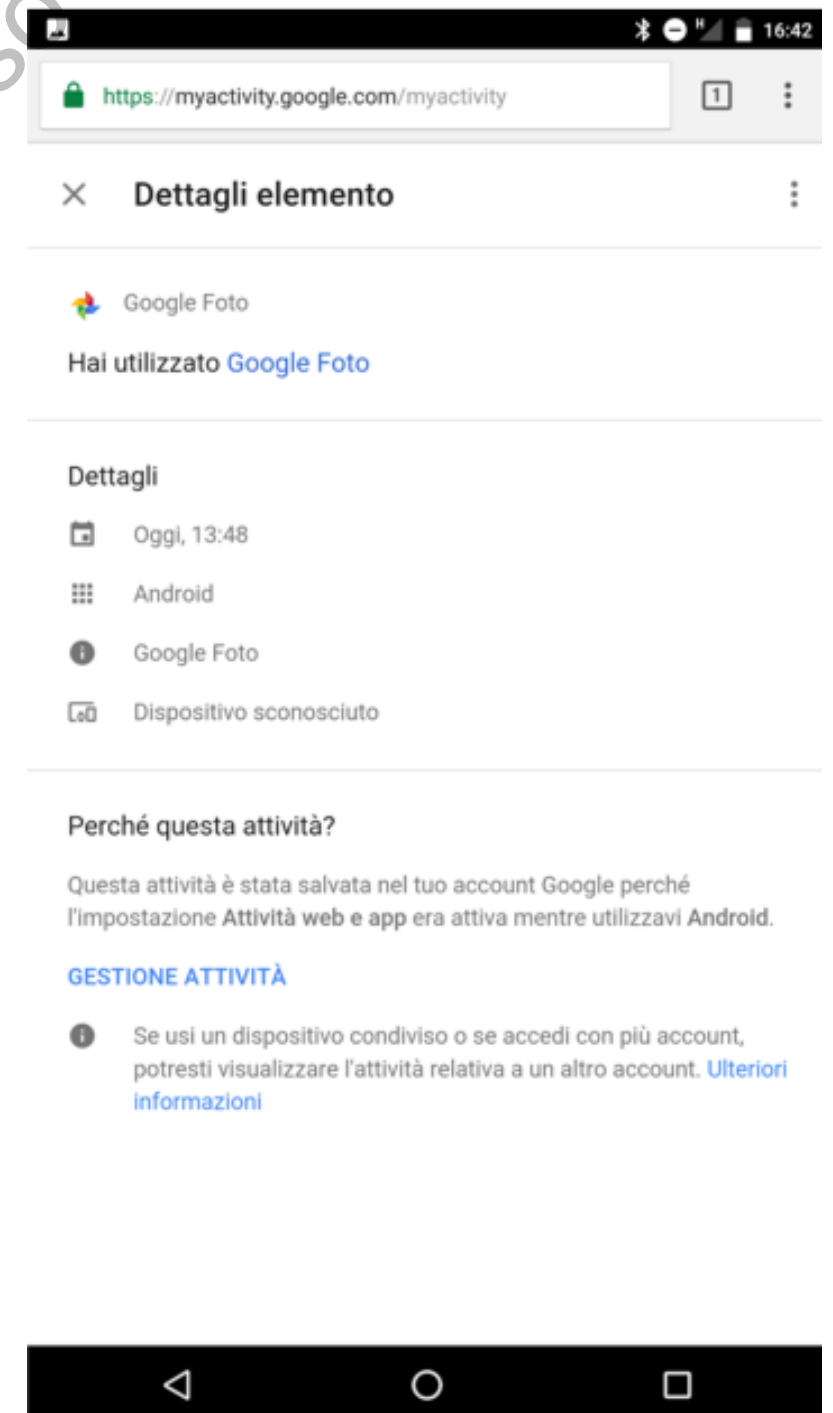 H 16:42
https://myactivity.google.com/myactivity 1
Dettagli elemento
Google Foto
Hai utilizzato Google Foto
Dettagli
Oggi, 13:48
Android
Google Foto
Dispositivo sconosciuto
Perché questa attività?
Questa attività è stata salvata nel tuo account Google perché
l'impostazione Attività web e app era attiva mentre utilizzavi Android.
GESTIONE ATTIVITÀ
Se usi un dispositivo condiviso o se accedi con più account,
potresti visualizzare l'attività relativa a un altro account. Ulteriori
informazioni